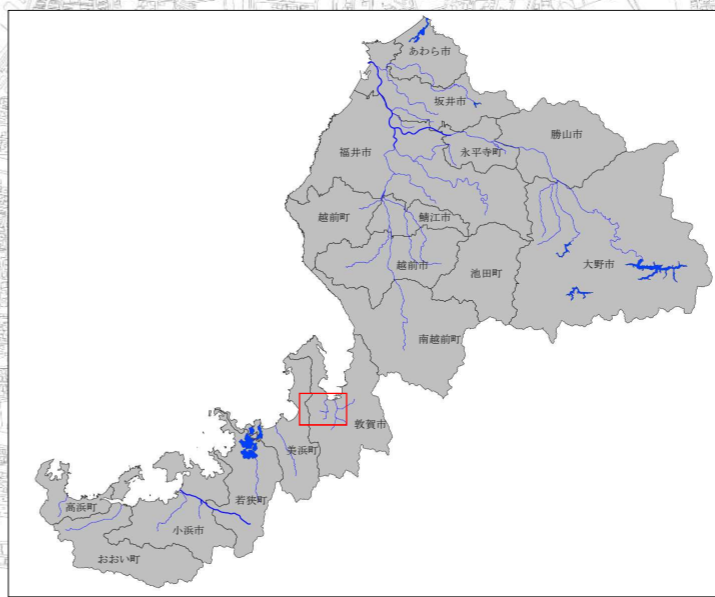 あわら市
坂井市
勝山市
福井市
永平寺町
越前町
鯖江市
越前市
池田町
大野市
南越前町
敦賀市
美浜町
若狭町
高浜町
小浜市
おおい町